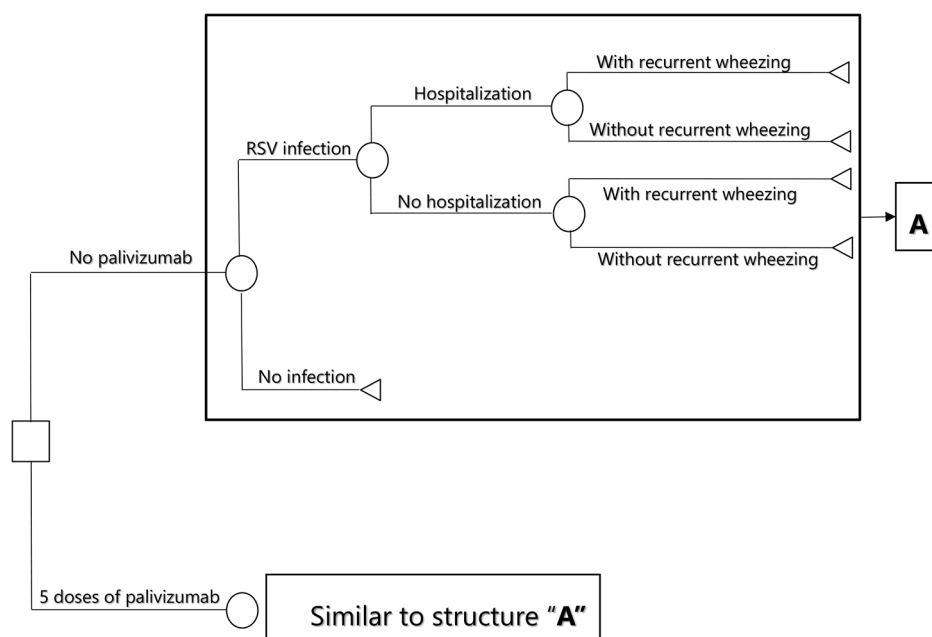 With recurrent wheezing
Hospitalization
Without recurrent wheezing
RSV infection
With recurrent wheezing
No hospitalization
A
Without recurrent wheezing
No palivizumab
No infection
5 doses of palivizumab
Similar to structure “A”